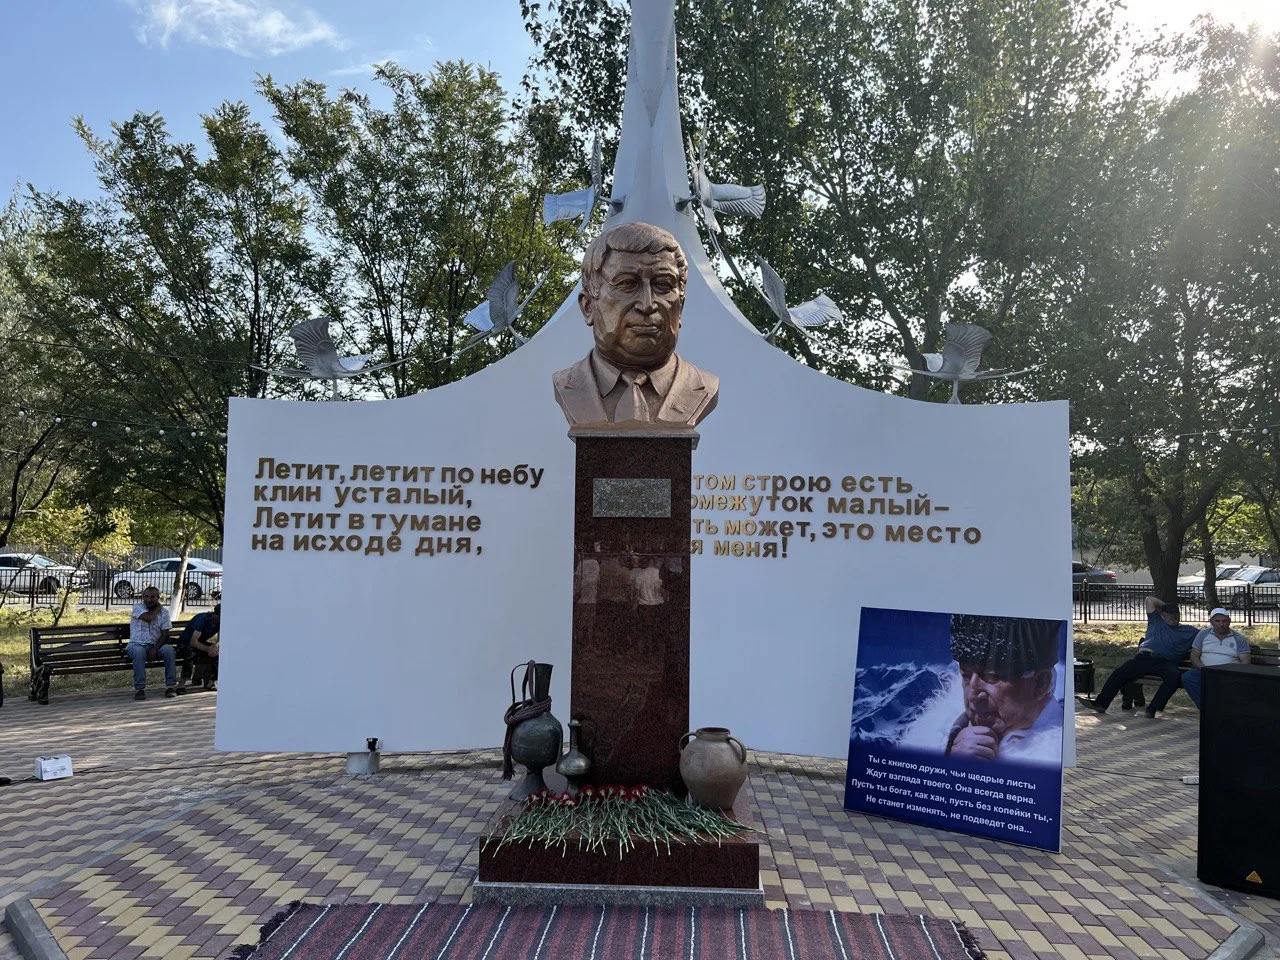 Летит, летит по небу
клин усталый,
Летит в тумане
на исходе дня,
том строю есть
омежуток малый–
ть может, это место
я меня!
Ты с книгою дружи, чьи щедрые листы
Ждут взгляда твоего. Она всегда верна.
Пусть ты богат, как хан, пусть без копейки ты,-
Не станет изменять, не подведет она...